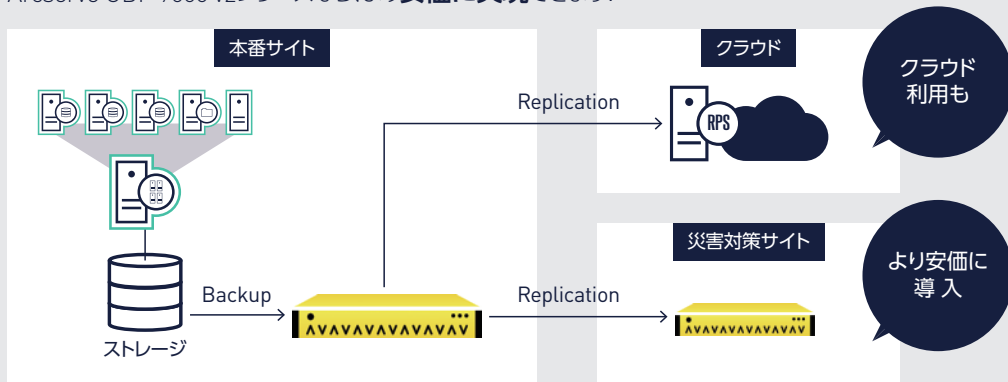 本番サイト
クラウド
クラウド
利用も
Replication
RPS
災害対策サイト
より安価に
導 入
Backup
Replication
ストレージ